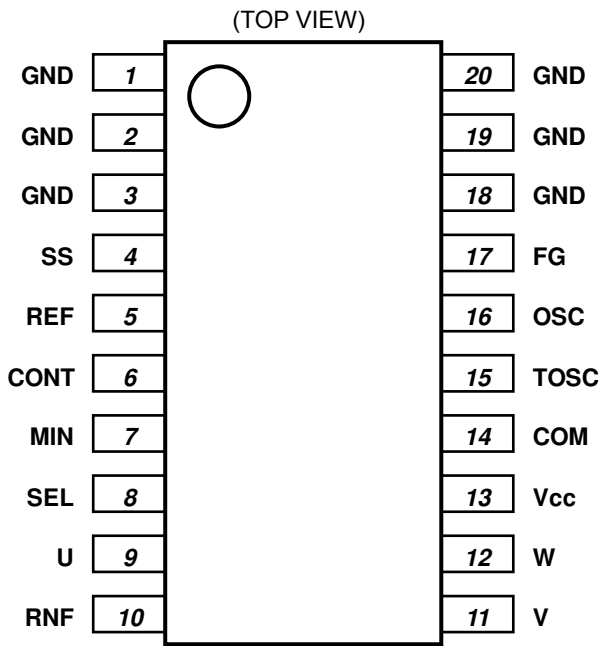 (TOP VIEW)
GND 1 20 GND
GND 2 19 GND
GND 3 18 GND
SS 4 17 FG
REF 5 16 OSC
CONT 6 15 TOSC
MIN 7 14 COM
SEL 8 13 Vcc
U 9 12 W
RNF 10 11 V